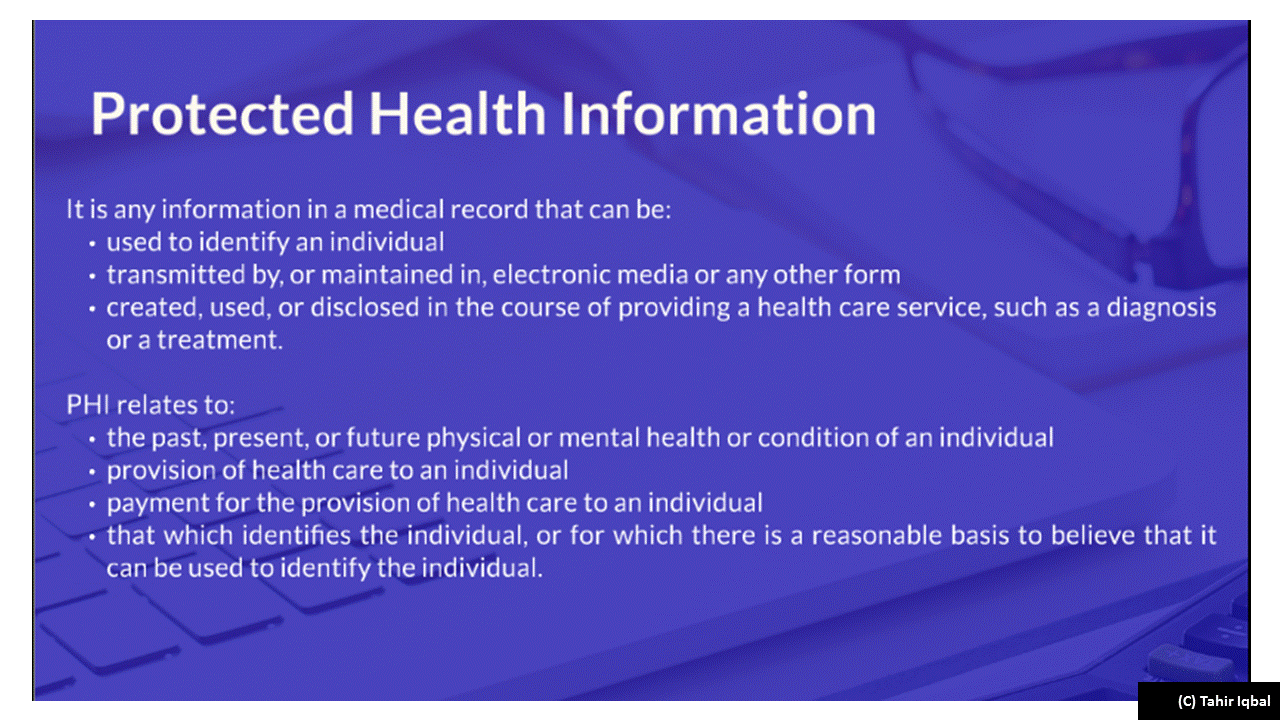 Protected Health Information
It is any information in a medical record that can be:
• used to identify an individual
• transmitted by, or maintained in, electronic media or any other form
• created, used, or disclosed in the course of providing a health care service, such as a diagnosis
or a treatment.
PHI relates to:
• the past, present, or future physical or mental health or condition of an individual
• provision of health care to an individual
• payment for the provision of health care to an individual
• that which identifies the individual, or for which there is a reasonable basis to believe that it
can be used to identify the individual.
(C) Tahir Iqbal